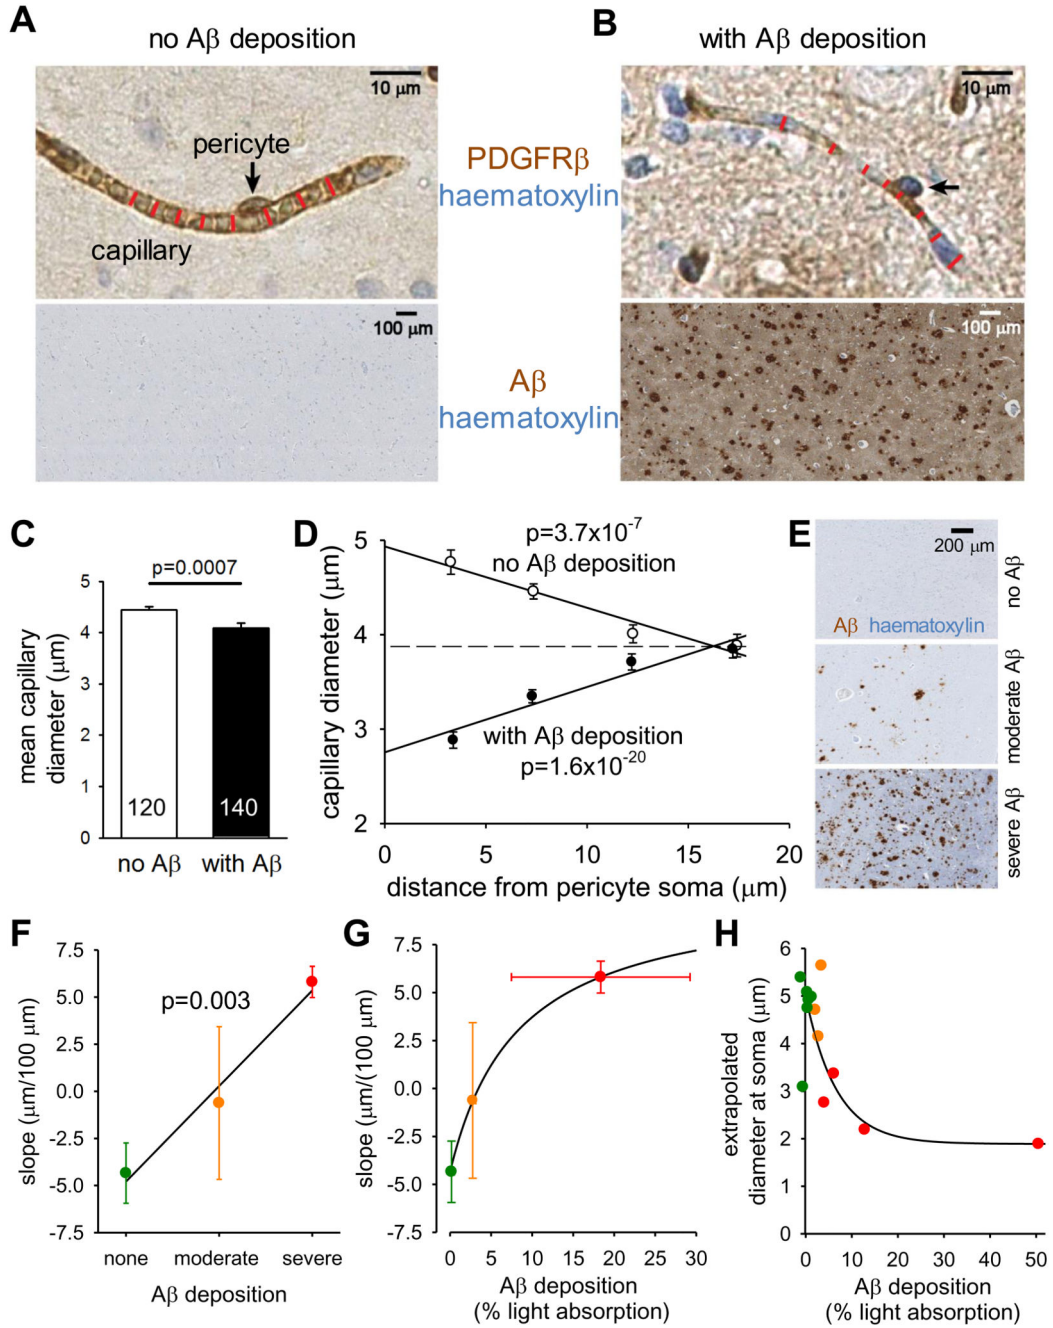 A
no Aβ deposition
10 μm
pericyte
capillary
100 μm
PDGFRβ
haematoxylin
Aβ
haematoxylin
B
with Aβ deposition
10 μm
100 μm
C
p=0.0007
mean capillary
diameter (μm)
5
4
3
2
1
0
120
140
no Aβ
with Aβ
D
p=3.7x10⁻⁷
no Aβ deposition
with Aβ deposition
p=1.6x10⁻²⁰
capillary diameter (μm)
5
4
3
2
0
5
10
15
20
distance from pericyte soma (μm)
E
200 μm
Aβ haematoxylin
no Aβ
moderate Aβ
severe Aβ
F
p=0.003
slope (μm/100 μm)
7.5
5.0
2.5
0.0
-2.5
-5.0
-7.5
none
moderate
severe
Aβ deposition
G
slope (μm/(100 μm)
7.5
5.0
2.5
0.0
-2.5
-5.0
-7.5
0
5
10
15
20
25
30
Aβ deposition
(% light absorption)
H
extrapolated
diameter at soma (μm)
6
5
4
3
2
1
0
0
10
20
30
40
50
Aβ deposition
(% light absorption)